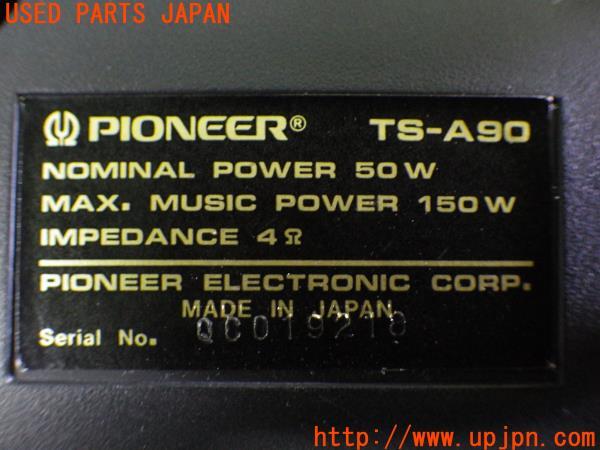 USED PARTS JAPAN
PIONEER® TS-A90
NOMINAL POWER 50W
MAX. MUSIC POWER 150W
IMPEDANCE 4Ω
PIONEER ELECTRONIC CORP.
MADE IN JAPAN
Serial No.
http://www.upjpn.com/